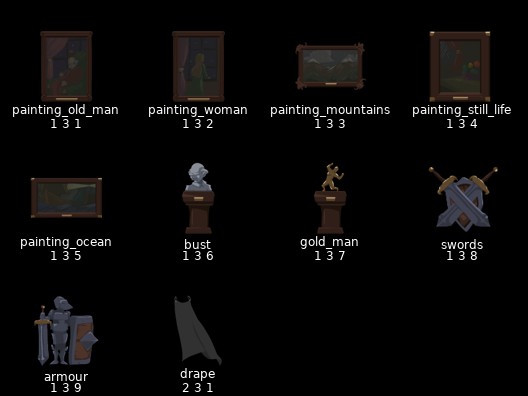 painting_old_man
1 3 1
painting_woman
1 3 2
painting_mountains
1 3 3
painting_still_life
1 3 4
painting_ocean
1 3 5
bust
1 3 6
gold_man
1 3 7
swords
1 3 8
armour
1 3 9
drape
2 3 1